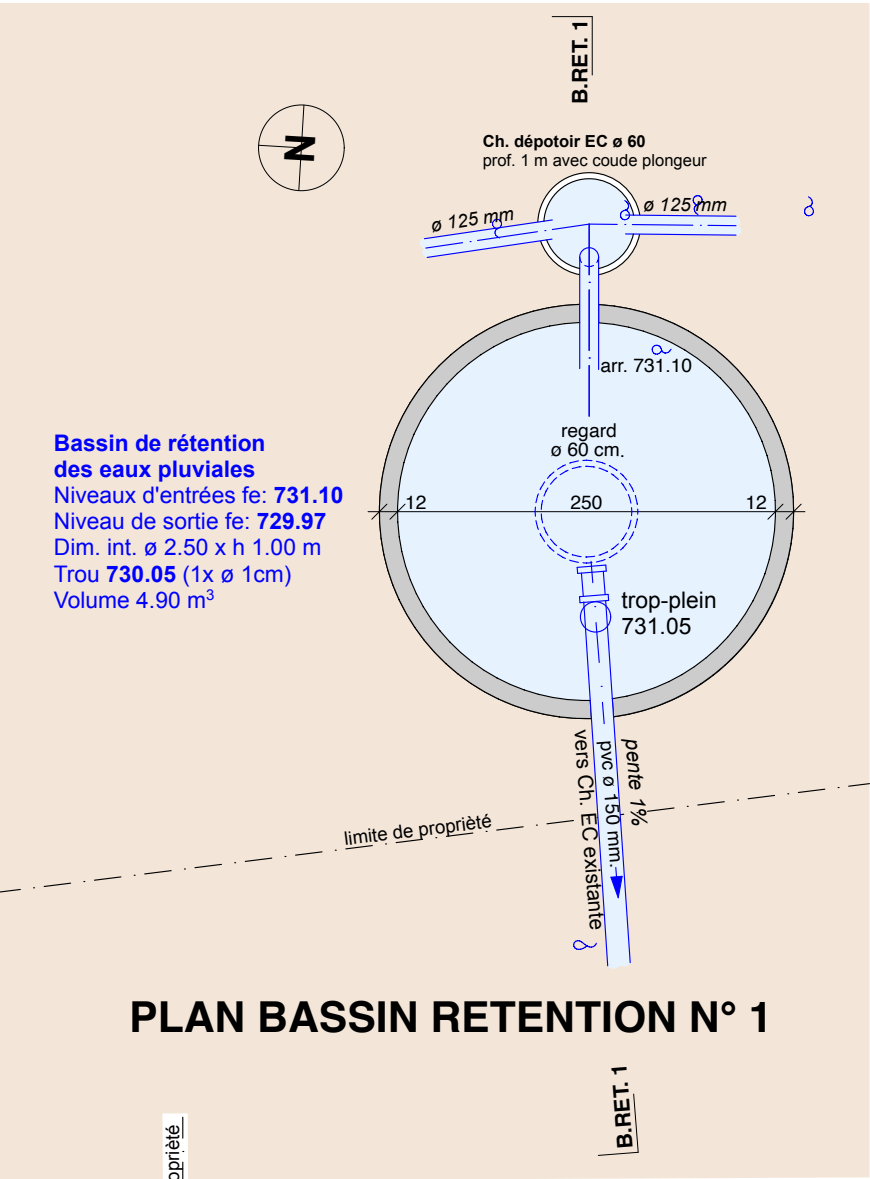 B.RET. 1
N
Ch. dépotoir EC ø 60
prof. 1 m avec coude plongeur
ø 125 mm
ø 125 mm
arr. 731.10
regard
ø 60 cm.
Bassin de rétention
des eaux pluviales
Niveaux d'entrées fe: 731.10
Niveau de sortie fe: 729.97
Dim. int. ø 2.50 x h 1.00 m
Trou 730.05 (1x ø 1cm)
Volume 4.90 m³
12
250
12
trop-plein
731.05
pente 1%
pvc ø 150 mm.
vers Ch. EC existante
limite de propriète
PLAN BASSIN RETENTION N° 1
B.RET. 1
opriété